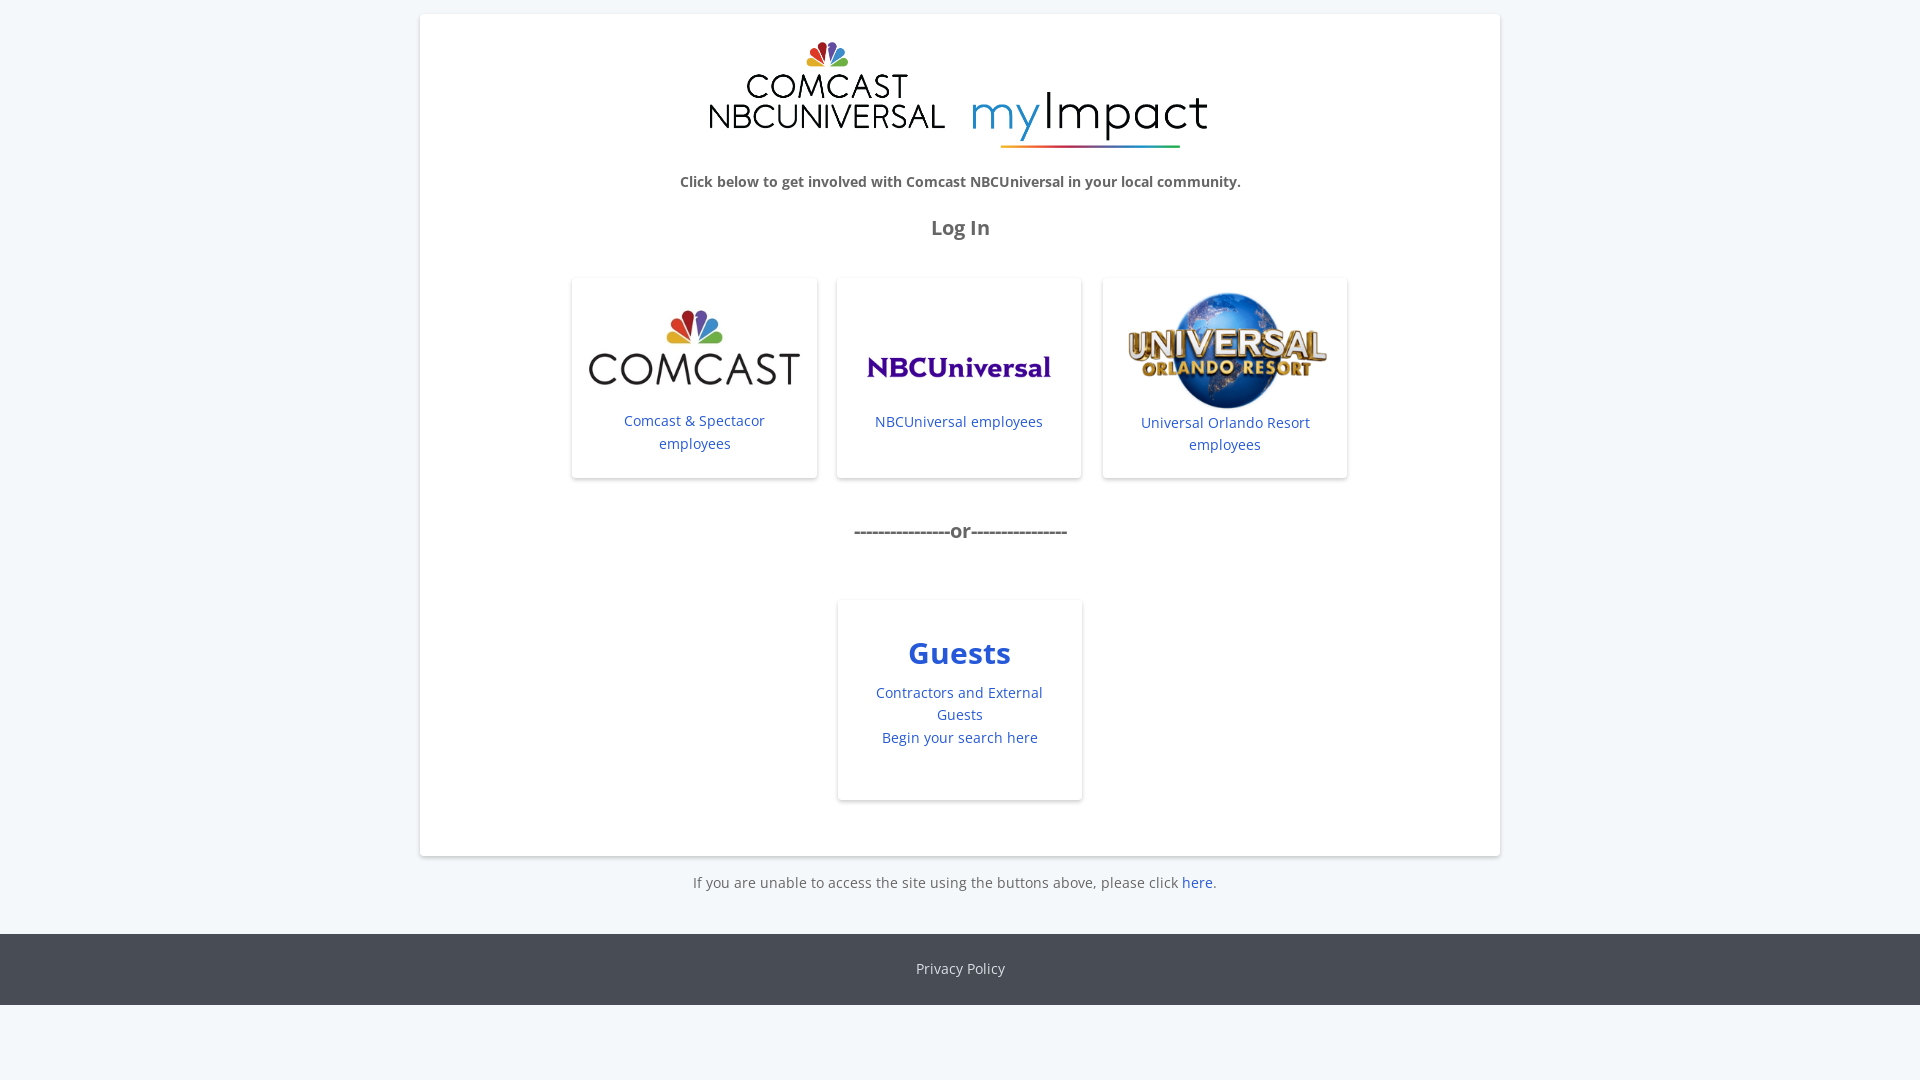 COMCAST
NBCUNIVERSAL
myImpact
Click below to get involved with Comcast NBCUniversal in your local community.
Log In
COMCAST
Comcast & Spectacor
employees
NBCUniversal
NBCUniversal employees
UNIVERSAL
ORLANDO RESORT
Universal Orlando Resort
employees
----------------or----------------
Guests
Contractors and External
Guests
Begin your search here
If you are unable to access the site using the buttons above, please click here.
Privacy Policy